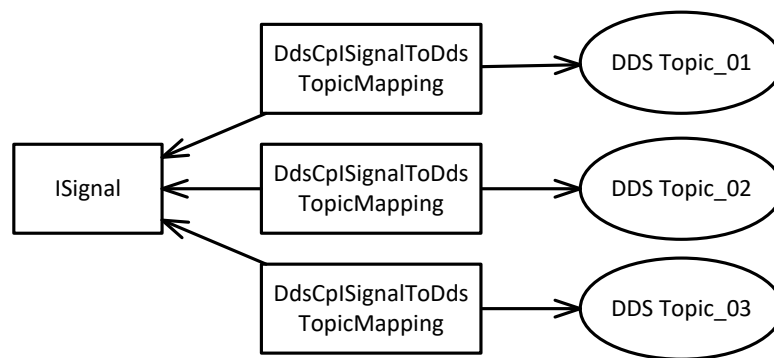 DdsCpISignalToDds
TopicMapping
DDS Topic_01
ISignal
DdsCpISignalToDds
TopicMapping
DDS Topic_02
DdsCpISignalToDds
TopicMapping
DDS Topic_03